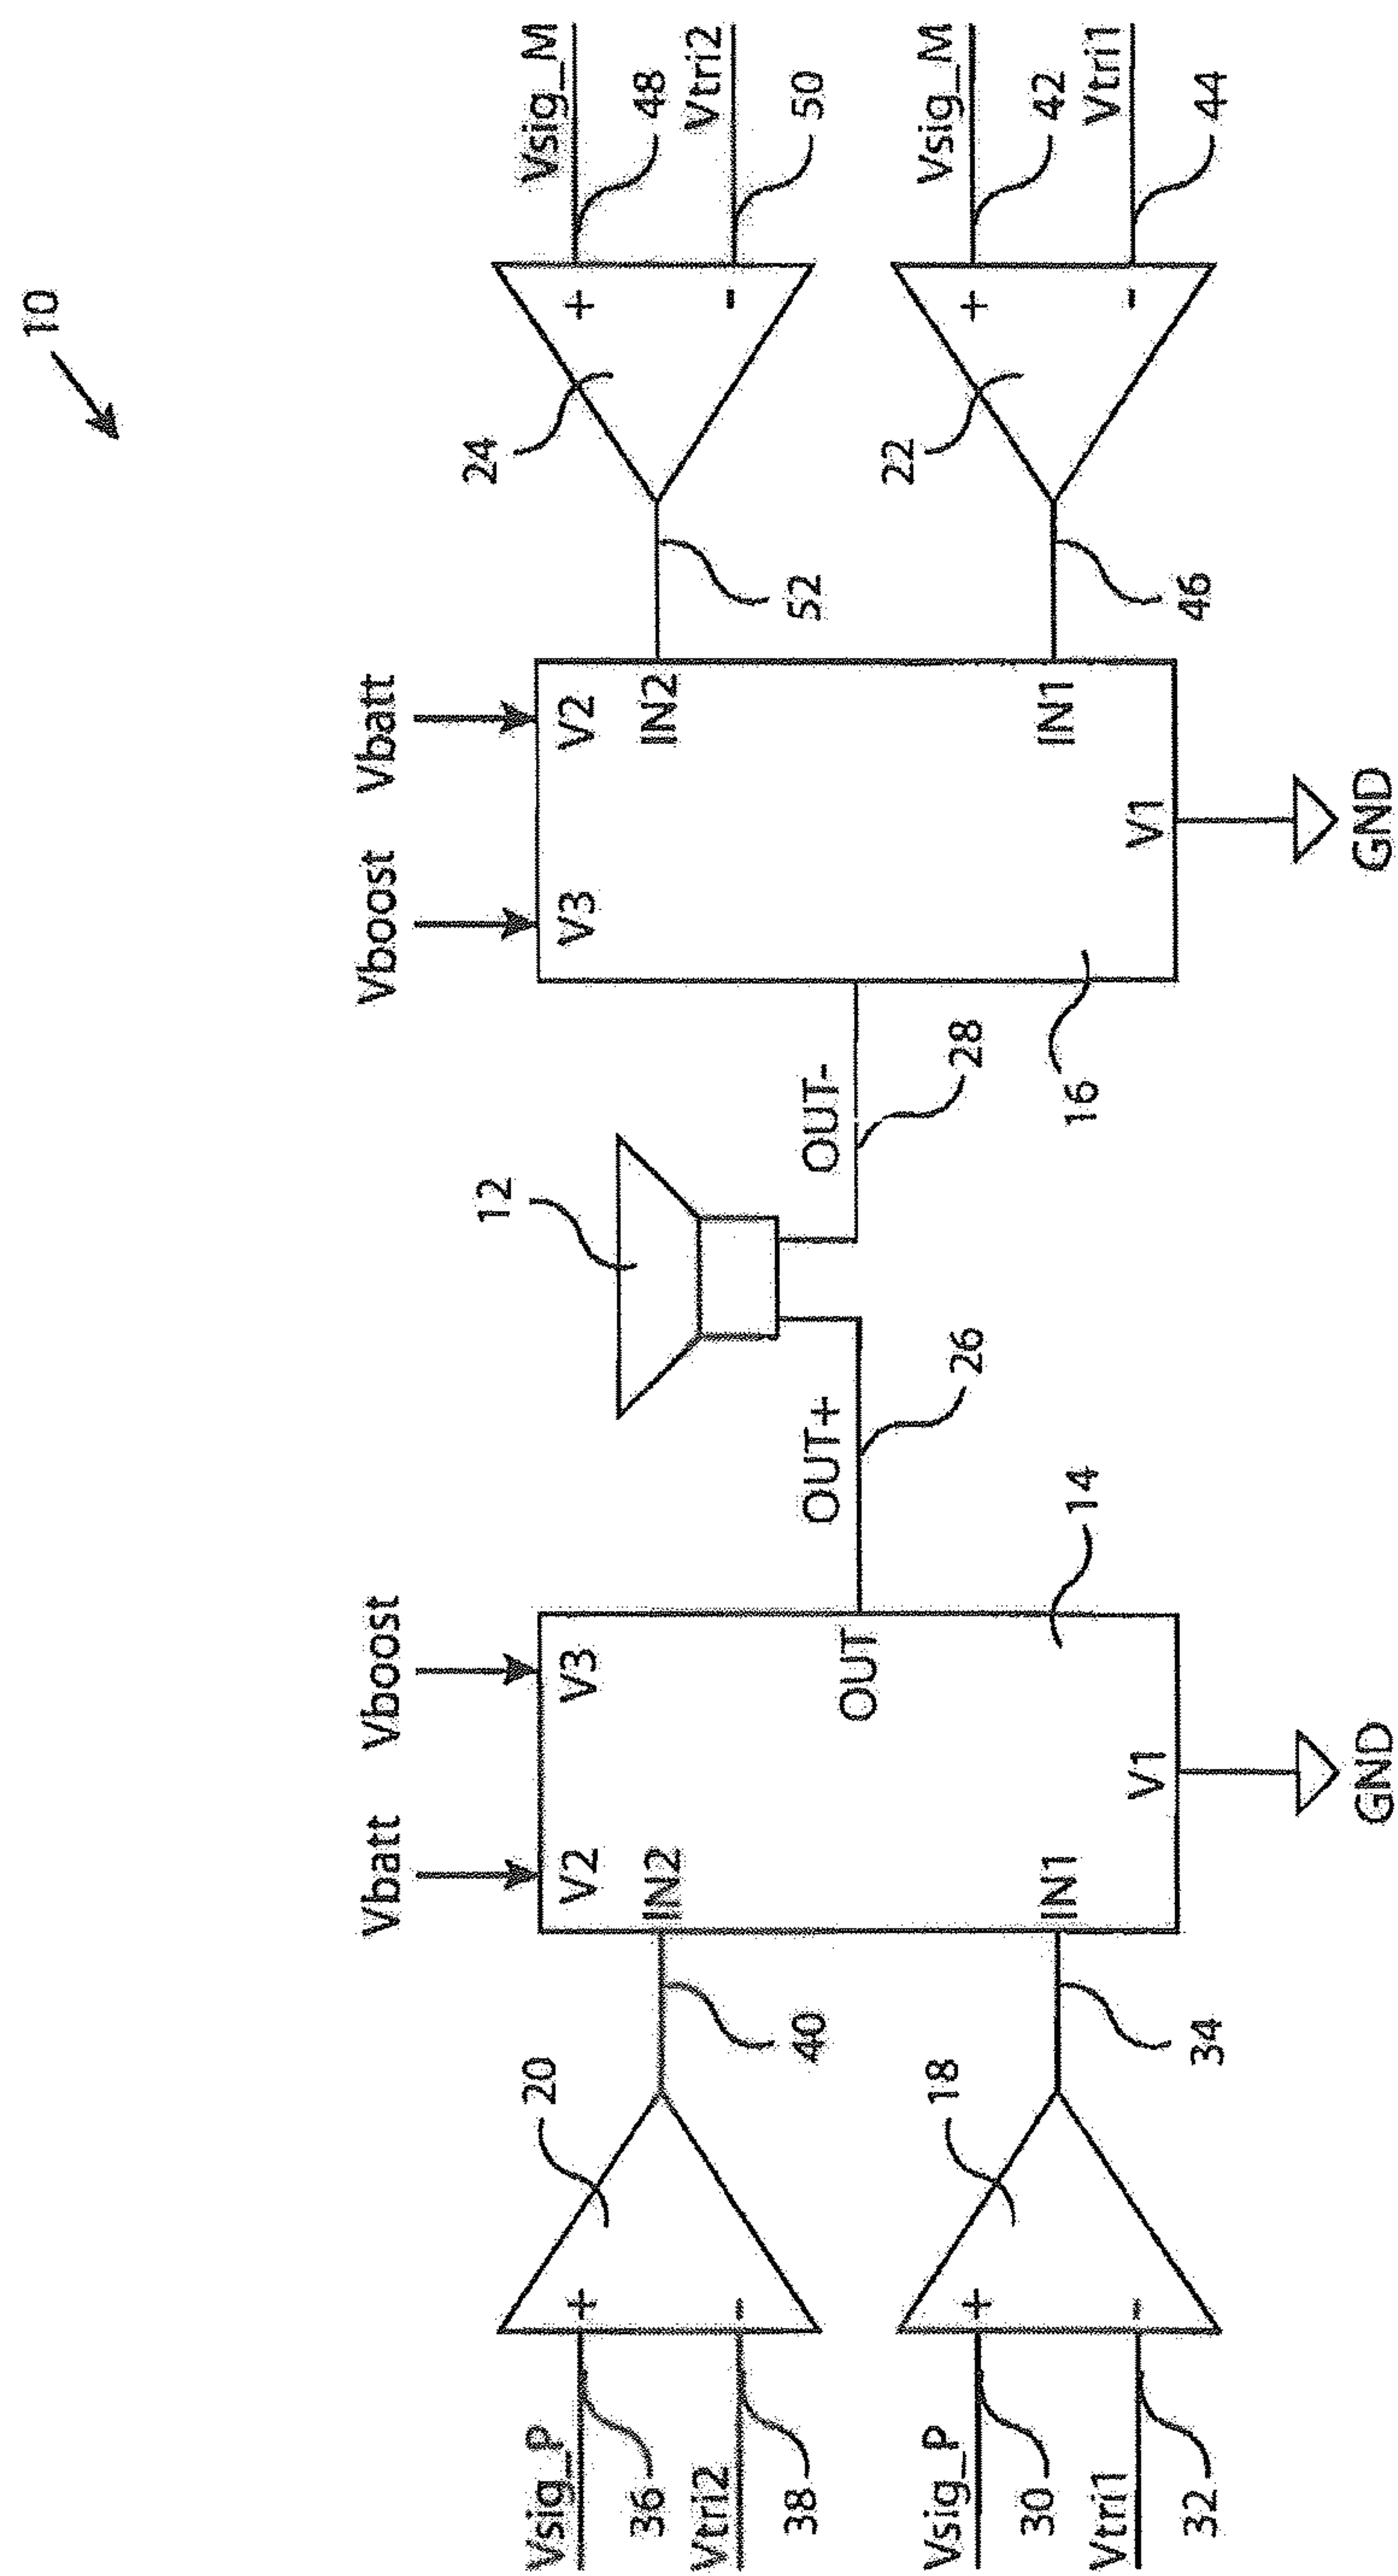 10
Vbatt
Vboost
Vboost
Vbatt
Vsig_P
36
+
20
V2
V3
12
V3
V2
24
+
Vsig_M
48
IN2
IN2
Vtri2
38
-
40
OUT+
OUT-
52
-
Vtri2
50
OUT
26
28
Vsig_P
30
+
18
IN1
14
16
IN1
22
+
Vsig_M
42
Vtri1
32
-
34
V1
V1
46
-
Vtri1
44
GND
GND